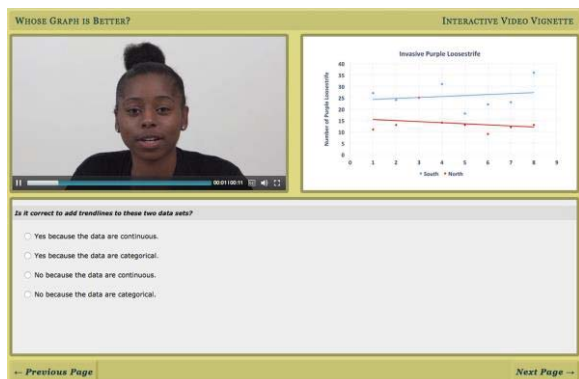 WHOSE GRAPH IS BETTER?
INTERACTIVE VIDEO VIGNETTE
Invasive Purple Loosestrife
Number of Purple Loosestrife
40
35
30
25
20
15
10
5
0
0 1 2 3 4 5 6 7 8 9
South North
00:01 / 00:11
Is it correct to add trendlines to these two data sets?
Yes because the data are continuous.
Yes because the data are categorical.
No because the data are continuous.
No because the data are categorical.
← Previous Page
Next Page →